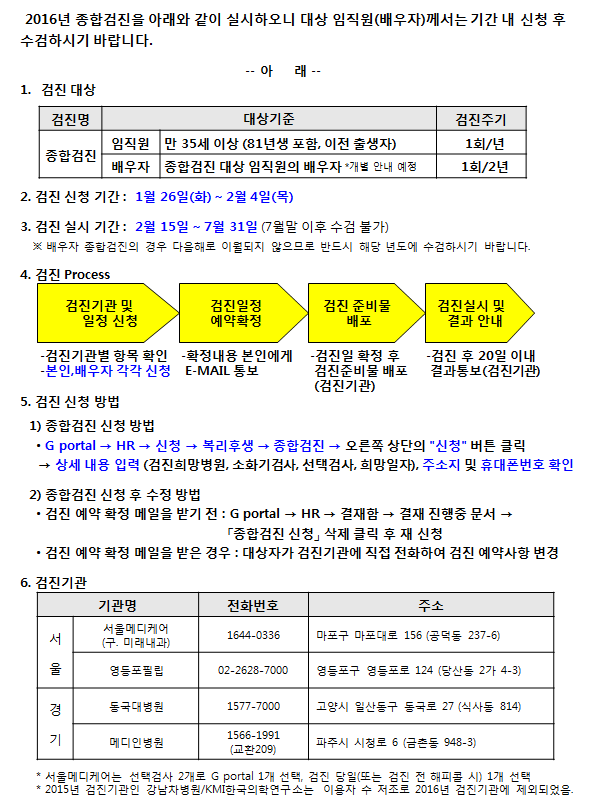 2016년 종합검진을 아래와 같이 실시하오니 대상 임직원(배우자)께서는 기간 내 신청 후
수검하시기 바랍니다.
-- 아 래 --
1. 검진 대상
검진명 대상기준 검진주기
종합검진 임직원 만 35세 이상 (81년생 포함, 이전 출생자) 1회/년
배우자 종합검진 대상 임직원의 배우자 *개별 안내 예정 1회/2년
2. 검진 신청 기간 : 1월 26일(화) ~ 2월 4일(목)
3. 검진 실시 기간 : 2월 15일 ~ 7월 31일 (7월말 이후 수검 불가)
※ 배우자 종합검진의 경우 다음해로 이월되지 않으므로 반드시 해당 년도에 수검하시기 바랍니다.
4. 검진 Process
검진기관 및
일정 신청
검진일정
예약확정
검진 준비물
배포
검진실시 및
결과 안내
-검진기관별 항목 확인
-본인,배우자 각각 신청
-확정내용 본인에게
E-MAIL 통보
-검진일 확정 후
검진준비물 배포
(검진기관)
-검진 후 20일 이내
결과통보(검진기관)
5. 검진 신청 방법
1) 종합검진 신청 방법
• G portal → HR → 신청 → 복리후생 → 종합검진 → 오른쪽 상단의 "신청" 버튼 클릭
→ 상세 내용 입력 (검진희망병원, 소화기검사, 선택검사, 희망일자), 주소지 및 휴대폰번호 확인
2) 종합검진 신청 후 수정 방법
• 검진 예약 확정 메일을 받기 전 : G portal → HR → 결재함 → 결재 진행중 문서 →
「종합검진 신청」 삭제 클릭 후 재 신청
• 검진 예약 확정 메일을 받은 경우 : 대상자가 검진기관에 직접 전화하여 검진 예약사항 변경
6. 검진기관
기관명 전화번호 주소
서울 서울메디케어
(구. 미래내과) 1644-0336 마포구 마포대로 156 (공덕동 237-6)
영등포필립 02-2628-7000 영등포구 영등포로 124 (당산동 2가 4-3)
경기 동국대병원 1577-7000 고양시 일산동구 동국로 27 (식사동 814)
메디인병원 1566-1991
(교환209) 파주시 시청로 6 (금촌동 948-3)
* 서울메디케어는 선택검사 2개로 G portal 1개 선택, 검진 당일(또는 검진 전 해피콜 시) 1개 선택
* 2015년 검진기관인 강남차병원/KMI한국의학연구소는 이용자 수 저조로 2016년 검진기관에 제외되었음.